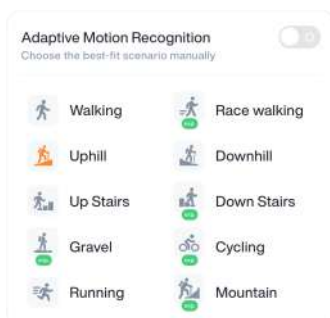 Adaptive Motion Recognition
Choose the best-fit scenario manually
Walking
Race walking
Uphill
Downhill
Up Stairs
Down Stairs
Gravel
Cycling
Running
Mountain